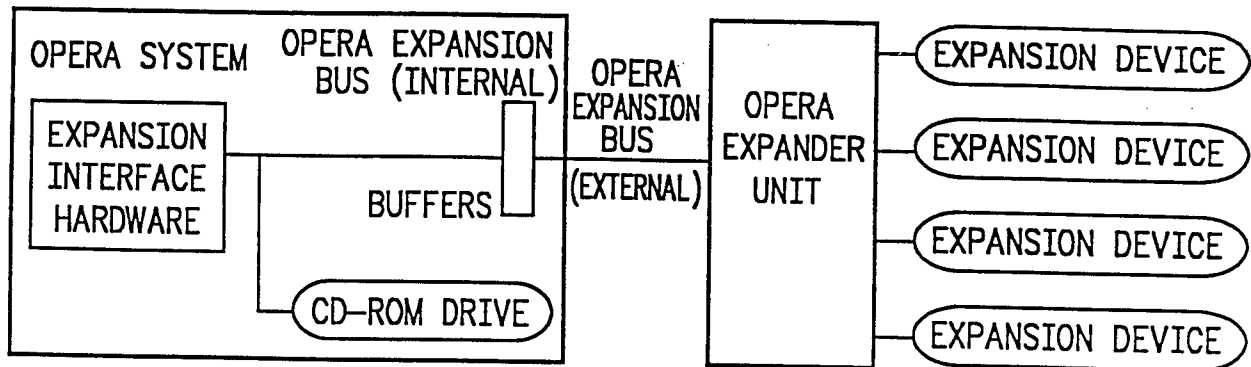 OPERA SYSTEM
OPERA EXPANSION
BUS (INTERNAL)
EXPANSION
INTERFACE
HARDWARE
BUFFERS
CD-ROM DRIVE
OPERA
EXPANSION
BUS
(EXTERNAL)
OPERA
EXPANDER
UNIT
EXPANSION DEVICE
EXPANSION DEVICE
EXPANSION DEVICE
EXPANSION DEVICE